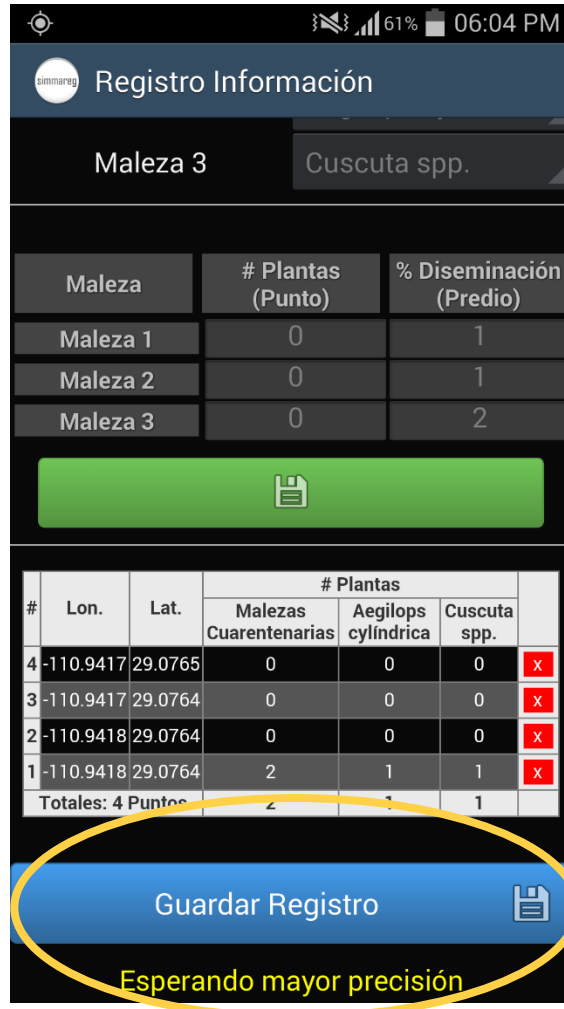 61% 06:04 PM
simmareg Registro Información
Maleza 3 Cuscuta spp.
Maleza # Plantas (Punto) % Diseminación (Predio)
Maleza 1 0 1
Maleza 2 0 1
Maleza 3 0 2
# Plantas
# Lon. Lat. Malezas Cuarentenarias Aegilops cylíndrica Cuscuta spp.
4 -110.9417 29.0765 0 0 0 x
3 -110.9417 29.0764 0 0 0 x
2 -110.9418 29.0764 0 0 0 x
1 -110.9418 29.0764 2 1 1 x
Totales: 4 Puntos 2 1 1
Guardar Registro
Esperando mayor precisión